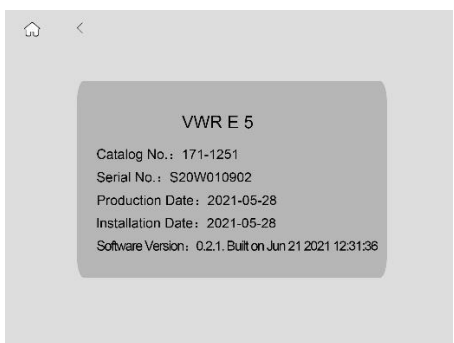 VWR E 5
Catalog No.：171-1251
Serial No.：S20W010902
Production Date：2021-05-28
Installation Date：2021-05-28
Software Version：0.2.1. Built on Jun 21 2021 12:31:36